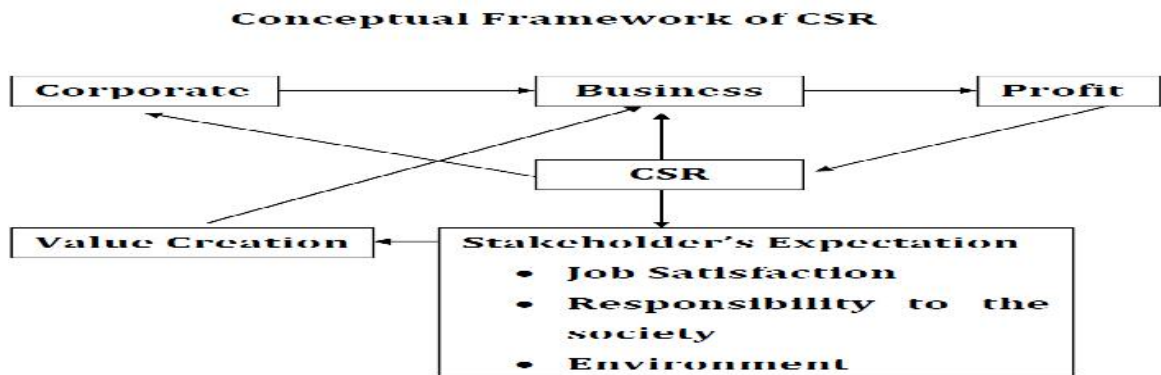 Conceptual Framework of CSR
Corporate
Business
Profit
CSR
Value Creation
Stakeholder's Expectation
• Job Satisfaction
• Responsibility to the
society
• Environment